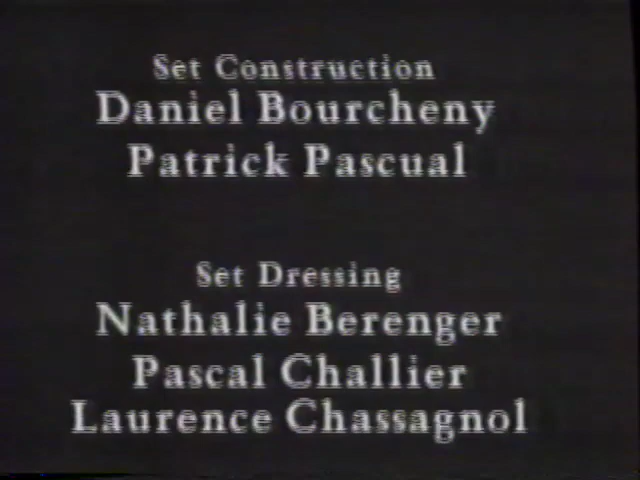 Set Construction
Daniel Bourcheny
Patrick Pascual
Set Dressing
Nathalie Berenger
Pascal Challier
Laurence Chassagnol